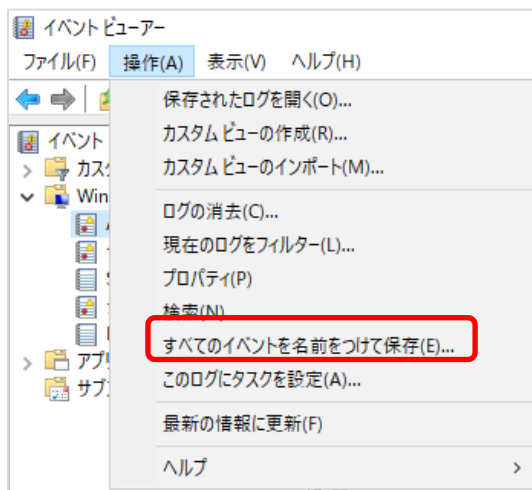 イベント ビューアー
ファイル(F) 操作(A) 表示(V) ヘルプ(H)
保存されたログを開く(O)...
イベント
カスタム ビューの作成(R)...
カスタム ビューのインポート(M)...
Win
ログの消去(C)...
現在のログをフィルター(L)...
プロパティ(P)
検索(N)...
すべてのイベントを名前をつけて保存(E)...
アプリ
このログにタスクを設定(A)...
サブ
最新の情報に更新(F)
ヘルプ